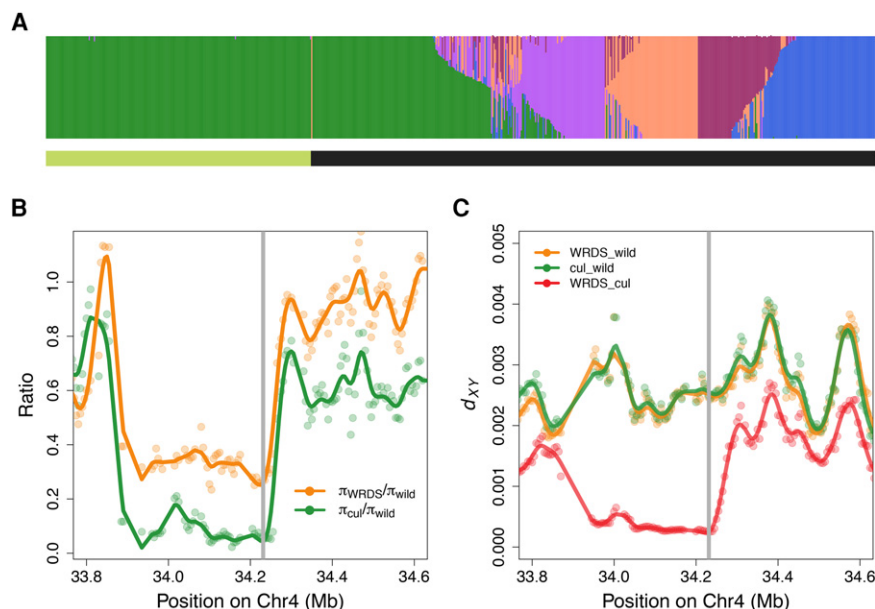 A
B
C
Ratio
0.0 0.2 0.4 0.6 0.8 1.0
πWRDS/πwild
πcul/πwild
33.8 34.0 34.2 34.4 34.6
Position on Chr4 (Mb)
dXY
0.000 0.001 0.002 0.003 0.004 0.005
WRDS_wild
cul_wild
WRDS_cul
33.8 34.0 34.2 34.4 34.6
Position on Chr4 (Mb)